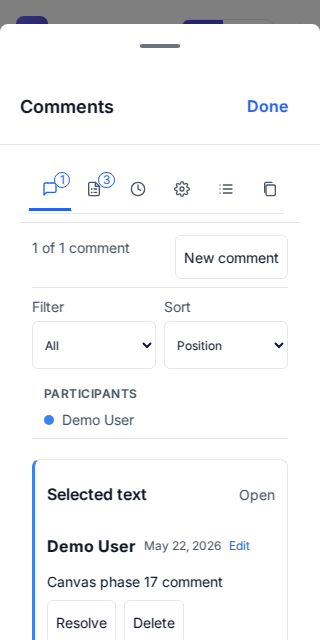 Comments
Done
1
3
1 of 1 comment
New comment
Filter
Sort
All
Position
PARTICIPANTS
Demo User
Selected text
Open
Demo User May 22, 2026 Edit
Canvas phase 17 comment
Resolve
Delete